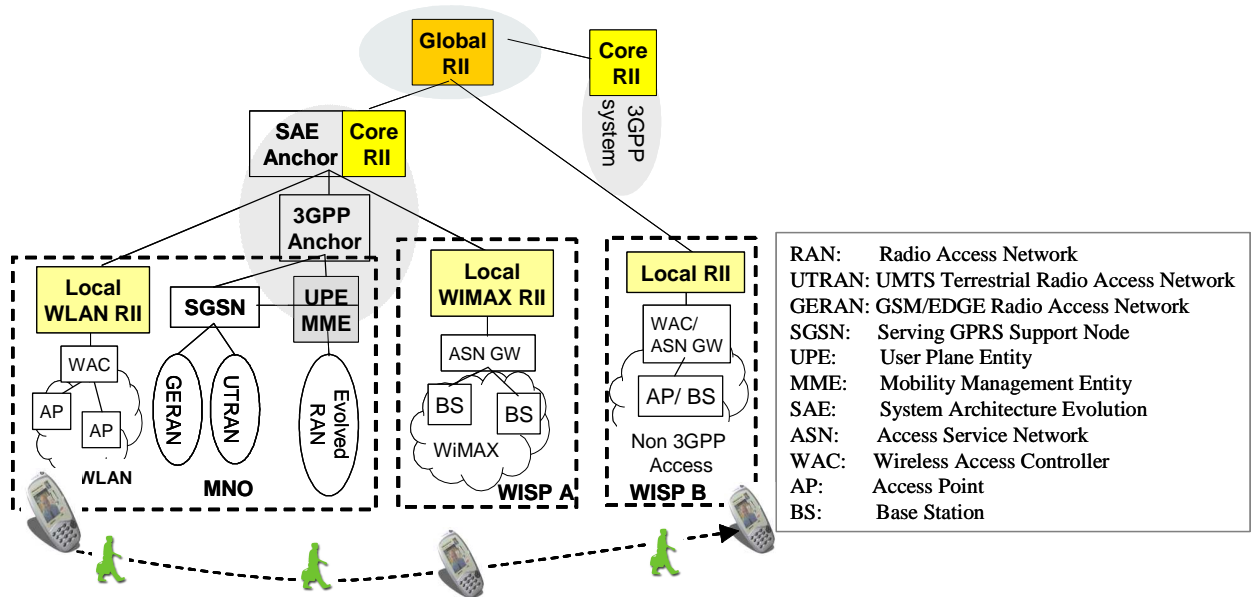 Global
RII
Core
RII
3GPP
system
SAE
Anchor
Core
RII
3GPP
Anchor
Local
WLAN RII
SGSN
UPE
MME
Local
WIMAX RII
Local RII
WAC
ASN GW
WAC/
ASN GW
AP
AP
GERAN
UTRAN
Evolved
RAN
BS
BS
AP/ BS
WiMAX
Non 3GPP
Access
WLAN
MNO
WISP A
WISP B
RAN: Radio Access Network
UTRAN: UMTS Terrestrial Radio Access Network
GERAN: GSM/EDGE Radio Access Network
SGSN: Serving GPRS Support Node
UPE: User Plane Entity
MME: Mobility Management Entity
SAE: System Architecture Evolution
ASN: Access Service Network
WAC: Wireless Access Controller
AP: Access Point
BS: Base Station